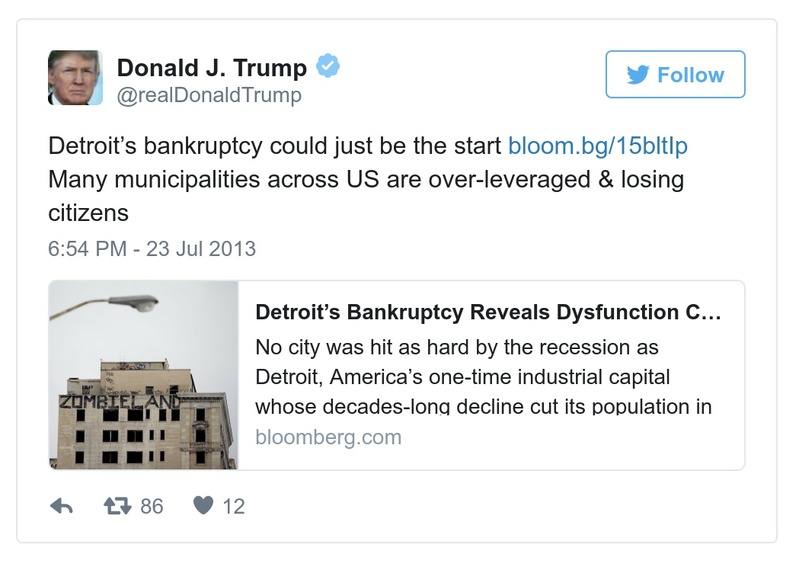 Donald J. Trump
@realDonaldTrump
Follow
Detroit’s bankruptcy could just be the start bloom.bg/15bltIp
Many municipalities across US are over-leveraged & losing
citizens
6:54 PM - 23 Jul 2013
ZOMBIELAND
Detroit’s Bankruptcy Reveals Dysfunction C…
No city was hit as hard by the recession as
Detroit, America’s one-time industrial capital
whose decades-long decline cut its population in
bloomberg.com
86
12